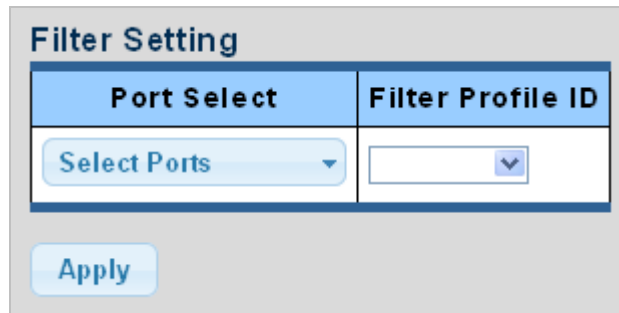 Filter Setting
Port Select Filter Profile ID
Select Ports
Apply